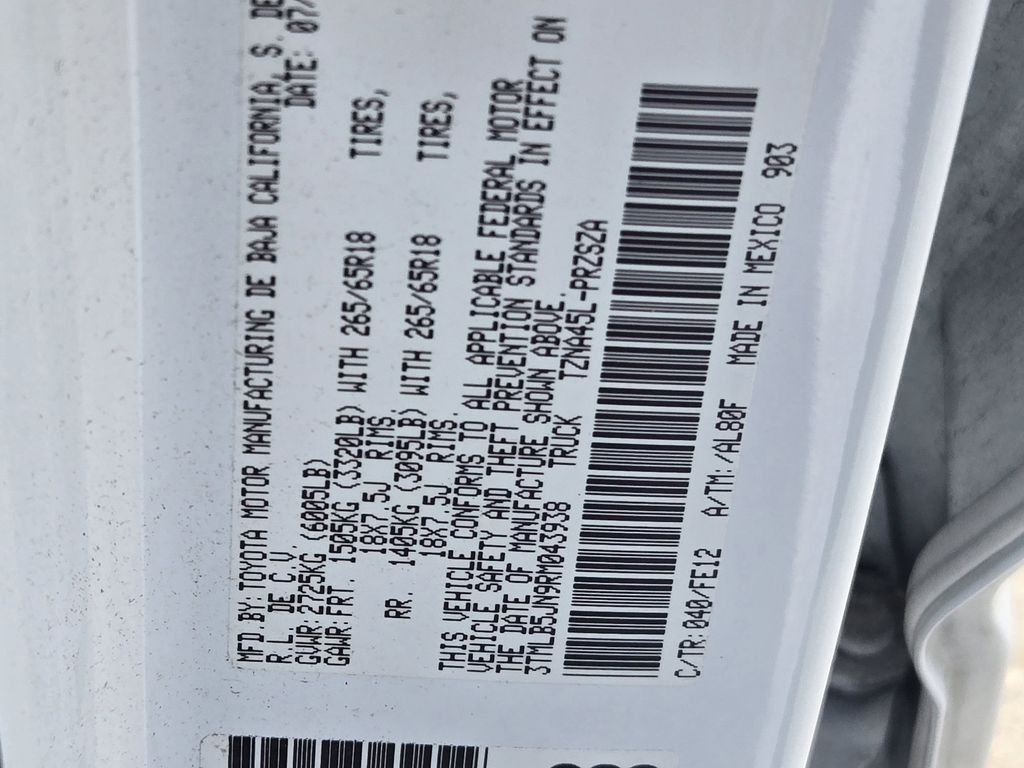 MFD BY: TOYOTA MOTOR MANUFACTURING DE BAJA CALIFORNIA, S. DE
R. L. DE C.V. DATE: 07/
GVWR: 2725KG (6005LB)
GAWR: FRT. 1505KG (3320LB) WITH 265/65R18 TIRES,
18X7.5J RIMS.
RR. 1405KG (3095LB) WITH 265/65R18 TIRES,
18X7.5J RIMS.
THIS VEHICLE CONFORMS TO ALL APPLICABLE FEDERAL MOTOR
VEHICLE SAFETY AND THEFT PREVENTION STANDARDS IN EFFECT ON
THE DATE OF MANUFACTURE SHOWN ABOVE.
3TMLB5JN9RM043938 TRUCK TZNA45L-PRZSZA
C/TR: 040/FE12 A/TM: /AL80F MADE IN MEXICO 903